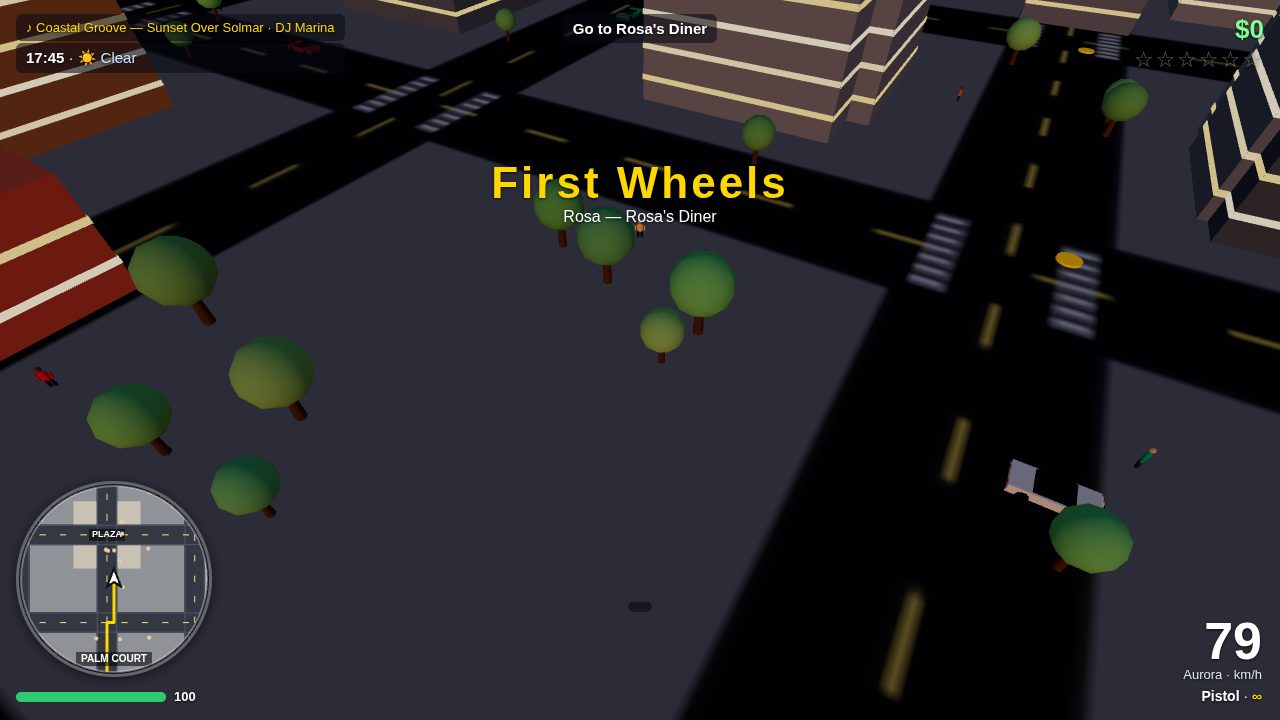 ♪ Coastal Groove — Sunset Over Solmar · DJ Marina
17:45 · ☀️ Clear
Go to Rosa's Diner
$0
☆☆☆☆☆☆
First Wheels
Rosa — Rosa's Diner
PLAZA
PALM COURT
100
79
Aurora · km/h
Pistol · ∞